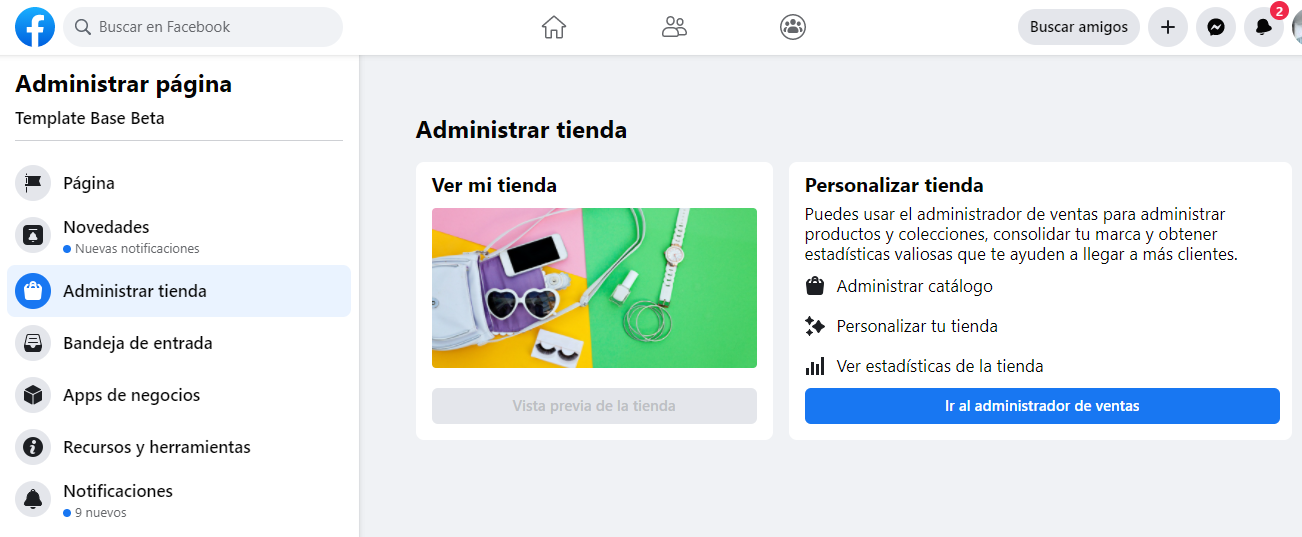 Buscar en Facebook
Buscar amigos
2
Administrar página
Template Base Beta
Página
Novedades
Nuevas notificaciones
Administrar tienda
Bandeja de entrada
Apps de negocios
Recursos y herramientas
Notificaciones
9 nuevos
Administrar tienda
Ver mi tienda
Vista previa de la tienda
Personalizar tienda
Puedes usar el administrador de ventas para administrar
productos y colecciones, consolidar tu marca y obtener
estadísticas valiosas que te ayuden a llegar a más clientes.
Administrar catálogo
Personalizar tu tienda
Ver estadísticas de la tienda
Ir al administrador de ventas